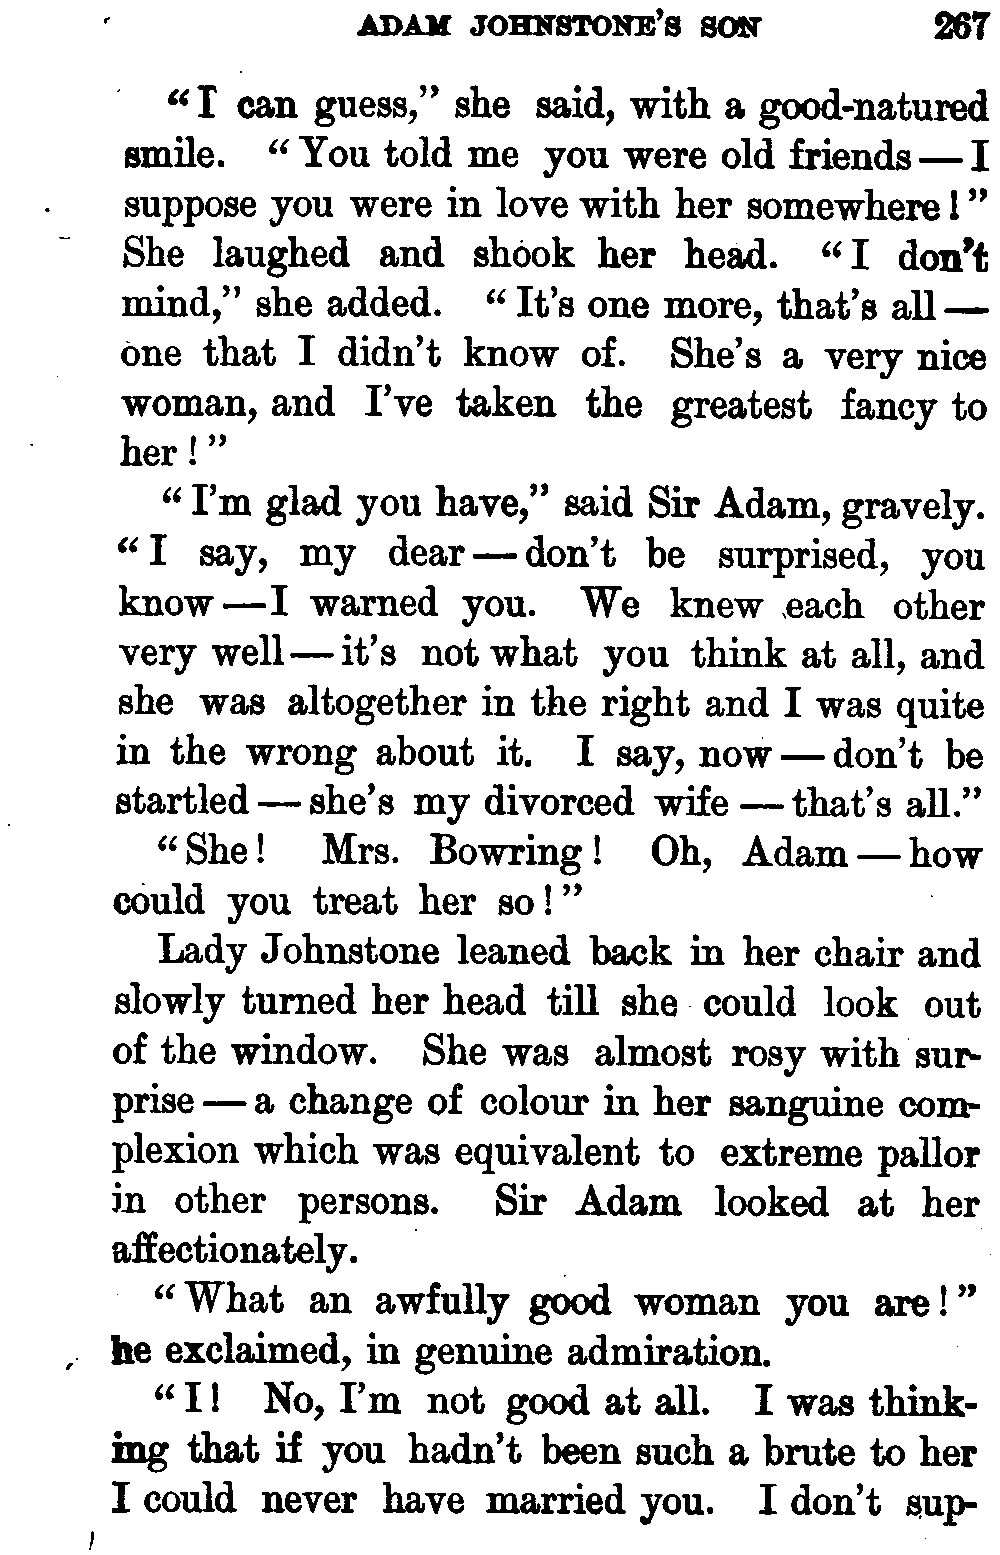 ADAM JOHNSTONE'S SON 267
"I can guess," she said, with a good-natured
smile. "You told me you were old friends — I
suppose you were in love with her somewhere!"
She laughed and shook her head. "I don't
mind," she added. "It's one more, that's all —
one that I didn't know of. She's a very nice
woman, and I've taken the greatest fancy to
her!"
"I'm glad you have," said Sir Adam, gravely.
"I say, my dear — don't be surprised, you
know — I warned you. We knew each other
very well — it's not what you think at all, and
she was altogether in the right and I was quite
in the wrong about it. I say, now — don't be
startled — she's my divorced wife — that's all."
"She! Mrs. Bowring! Oh, Adam — how
could you treat her so!"
Lady Johnstone leaned back in her chair and
slowly turned her head till she could look out
of the window. She was almost rosy with sur-
prise — a change of colour in her sanguine com-
plexion which was equivalent to extreme pallor
in other persons. Sir Adam looked at her
affectionately.
"What an awfully good woman you are!"
he exclaimed, in genuine admiration.
"I! No, I'm not good at all. I was think-
ing that if you hadn't been such a brute to her
I could never have married you. I don't sup-